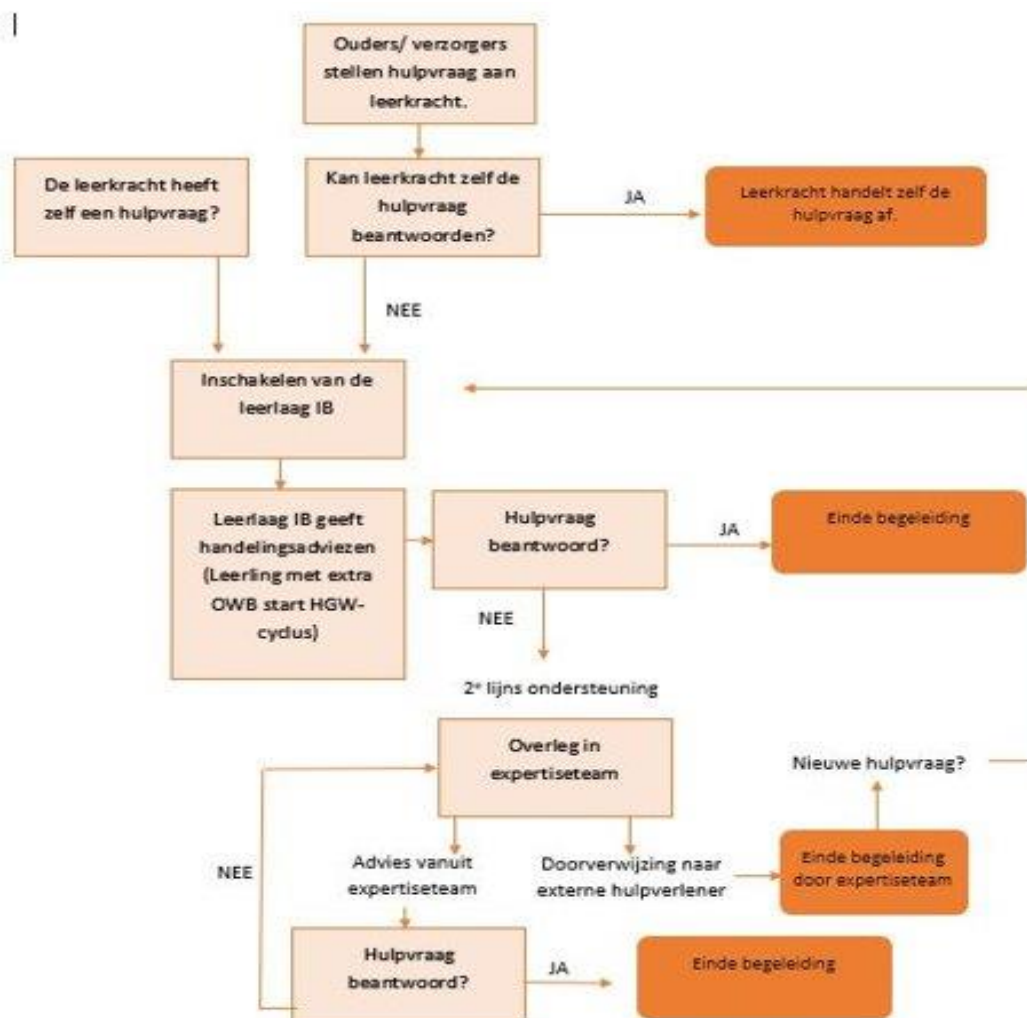 Ouders/ verzorgers
stellen hulpvraag aan
leerkracht.
De leerkracht heeft
zelf een hulpvraag?
Kan leerkracht zelf de
hulpvraag
beantwoorden?
JA
Leerkracht handelt zelf de
hulpvraag af.
NEE
Inschakelen van de
leerlaag IB
Leerlaag IB geeft
handelingsadviezen
(Leerling met extra
OWB start HGW-
cyclus)
Hulpvraag
beantwoord?
JA
Einde begeleiding
NEE
2e lijns ondersteuning
Overleg in
expertiseteam
Nieuwe hulpvraag?
NEE
Advies vanuit
expertiseteam
Doorverwijzing naar
externe hulpverlener
Einde begeleiding
door expertiseteam
Hulpvraag
beantwoord?
JA
Einde begeleiding